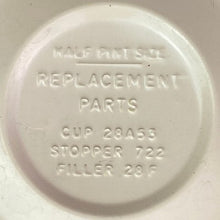 HALF PINT SIZE
REPLACEMENT
PARTS
CUP 28A53
STOPPER 722
FILLER 28F